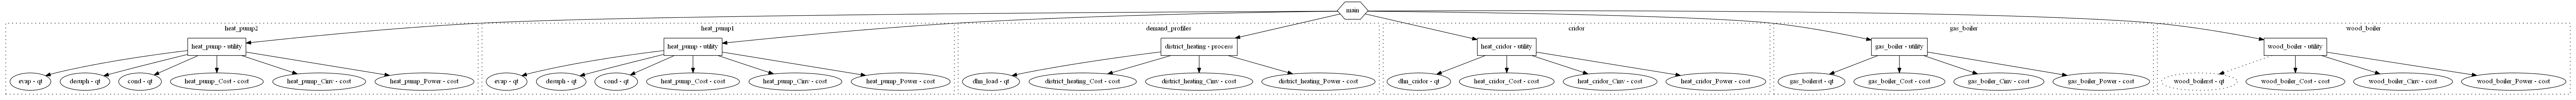 main
heat_pump2
heat_pump1
demand_profiles
cridor
gas_boiler
wood_boiler
heat_pump - utility
heat_pump - utility
district_heating - process
heat_cridor - utility
gas_boiler - utility
wood_boiler - utility
evap - qt
desuph - qt
cond - qt
heat_pump_Cost - cost
heat_pump_Cinv - cost
heat_pump_Power - cost
evap - qt
desuph - qt
cond - qt
heat_pump_Cost - cost
heat_pump_Cinv - cost
heat_pump_Power - cost
dhn_load - qt
district_heating_Cost - cost
district_heating_Cinv - cost
district_heating_Power - cost
dhn_cridor - qt
heat_cridor_Cost - cost
heat_cridor_Cinv - cost
heat_cridor_Power - cost
gas_boilerst - qt
gas_boiler_Cost - cost
gas_boiler_Cinv - cost
gas_boiler_Power - cost
wood_boilerst - qt
wood_boiler_Cost - cost
wood_boiler_Cinv - cost
wood_boiler_Power - cost